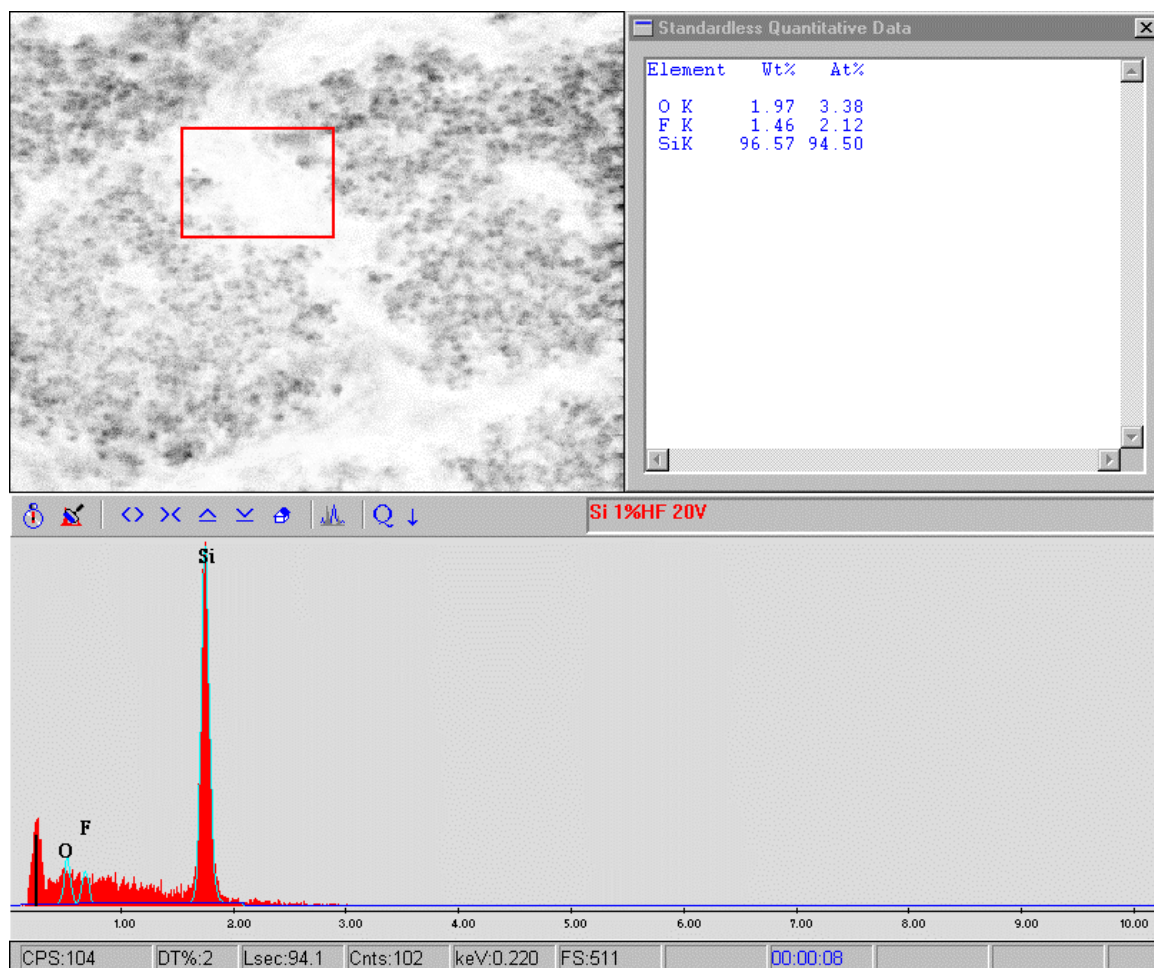 Standardless Quantitative Data
Element Wt% At%
O K 1.97 3.38
F K 1.46 2.12
SiK 96.57 94.50
Q
Si 1%HF 20V
Si
F
O
1.00 2.00 3.00 4.00 5.00 6.00 7.00 8.00 9.00 10.00
CPS:104 DT%:2 Lsec:94.1 Cnts:102 keV:0.220 FS:511 00:00:08